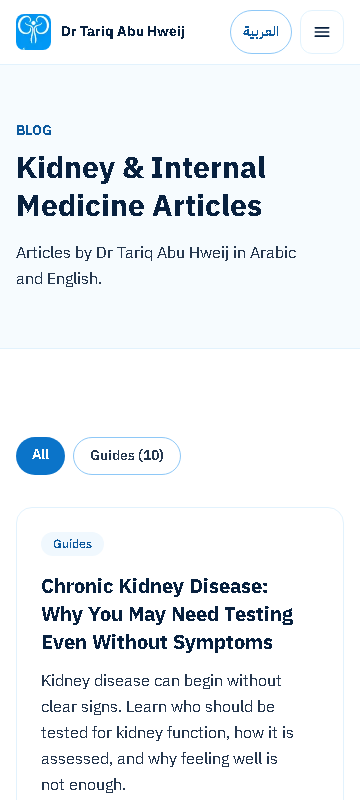 Dr Tariq Abu Hweij
العربية
BLOG
Kidney & Internal
Medicine Articles
Articles by Dr Tariq Abu Hweij in Arabic
and English.
All
Guides (10)
Guides
Chronic Kidney Disease:
Why You May Need Testing
Even Without Symptoms
Kidney disease can begin without
clear signs. Learn who should be
tested for kidney function, how it is
assessed, and why feeling well is
not enough.